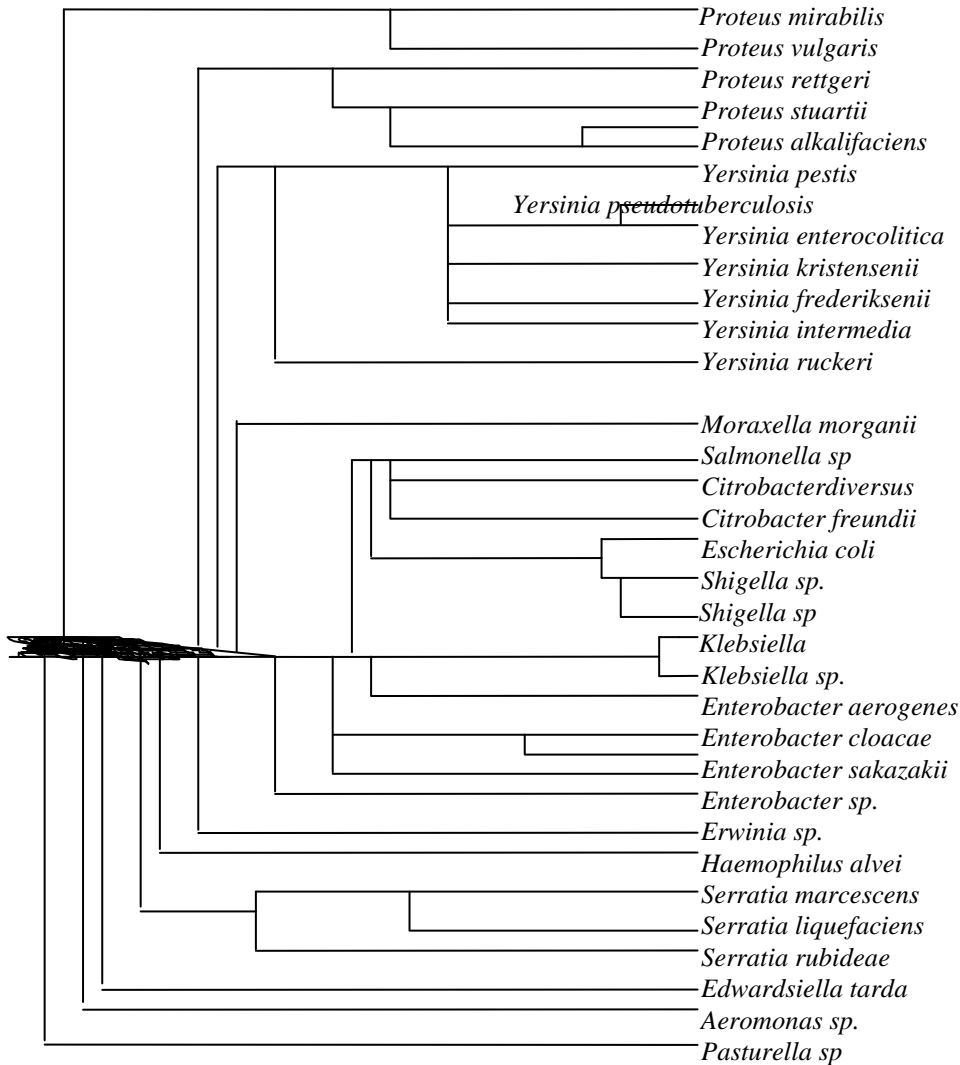 Proteus mirabilis
Proteus vulgaris
Proteus rettgeri
Proteus stuartii
Proteus alkalifaciens
Yersinia pestis
Yersinia pseudotuberculosis
Yersinia enterocolitica
Yersinia kristensenii
Yersinia frederiksenii
Yersinia intermedia
Yersinia ruckeri
Moraxella morganii
Salmonella sp
Citrobacterdiversus
Citrobacter freundii
Escherichia coli
Shigella sp.
Shigella sp
Klebsiella
Klebsiella sp.
Enterobacter aerogenes
Enterobacter cloacae
Enterobacter sakazakii
Enterobacter sp.
Erwinia sp.
Haemophilus alvei
Serratia marcescens
Serratia liquefaciens
Serratia rubideae
Edwardsiella tarda
Aeromonas sp.
Pasturella sp